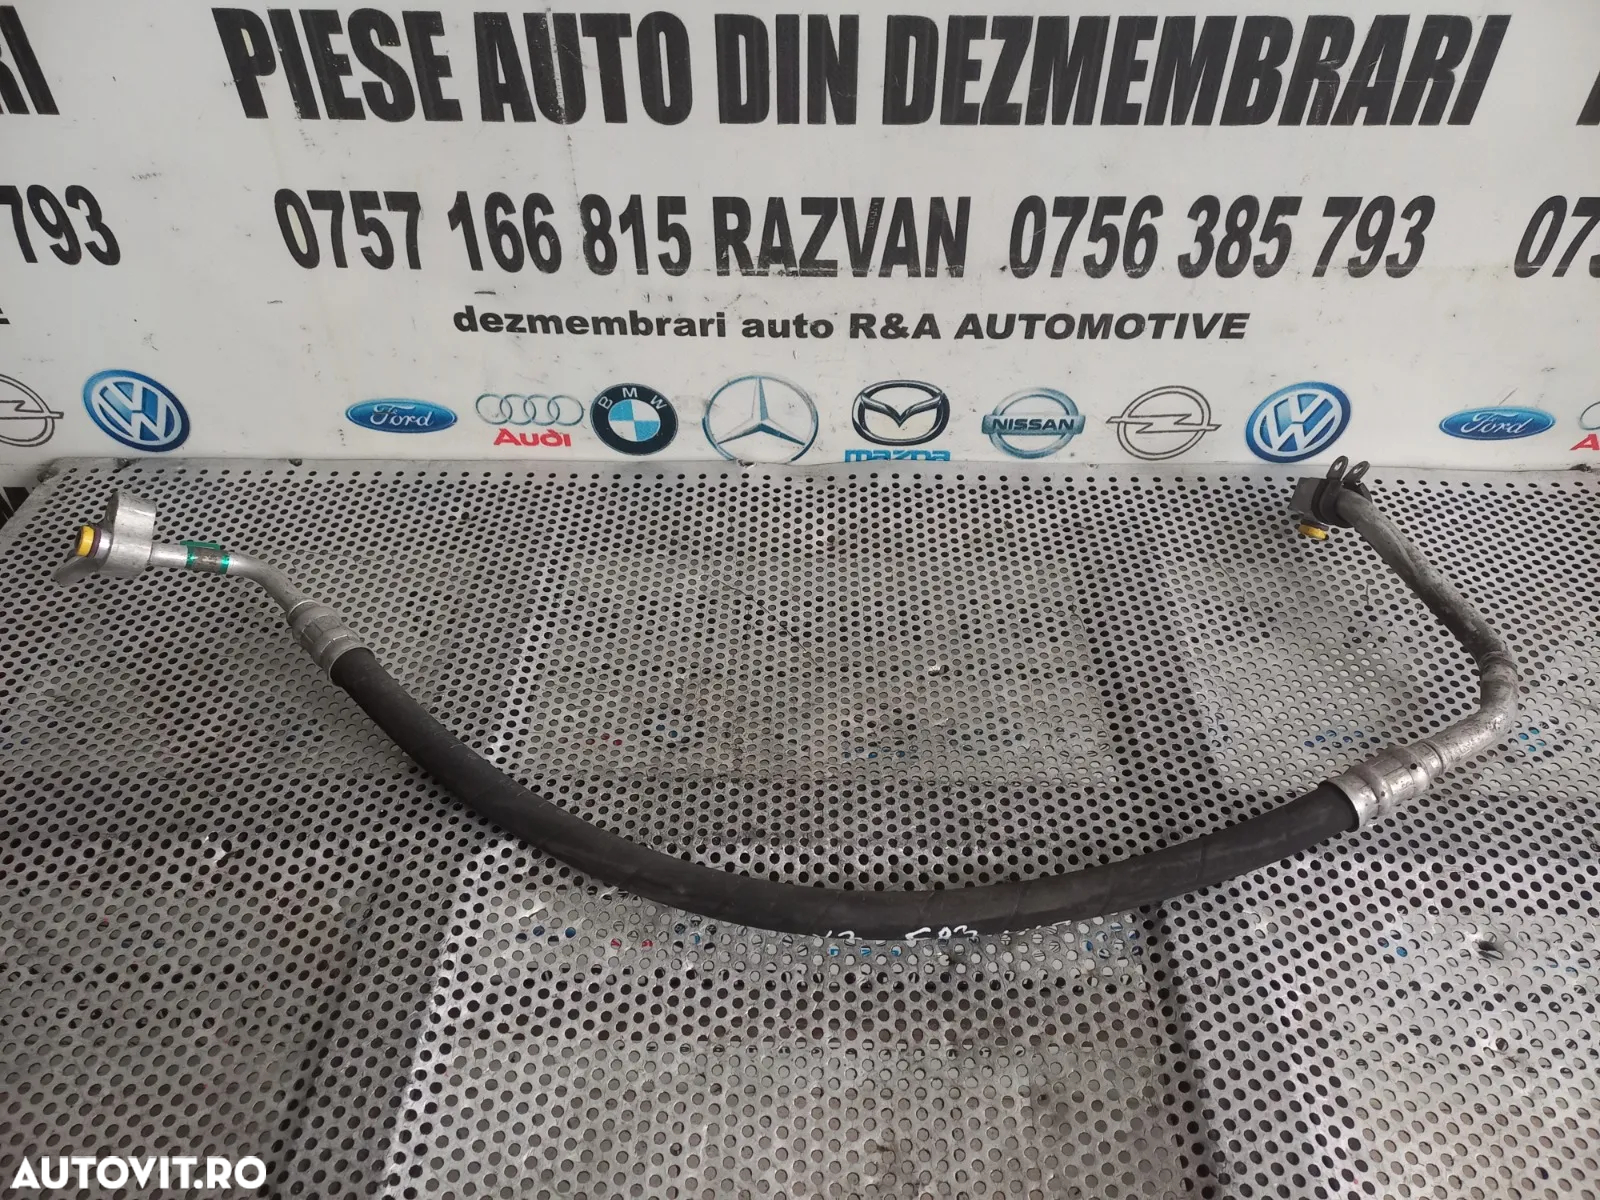 PIESE AUTO DIN DEZMEMBRARI
793 0757 166 815 RAZVAN 0756 385 793 073
dezmembrari auto R&A AUTOMOTIVE
Ford Audi BMW mazda NISSAN Ford
AUTOVIT.RO